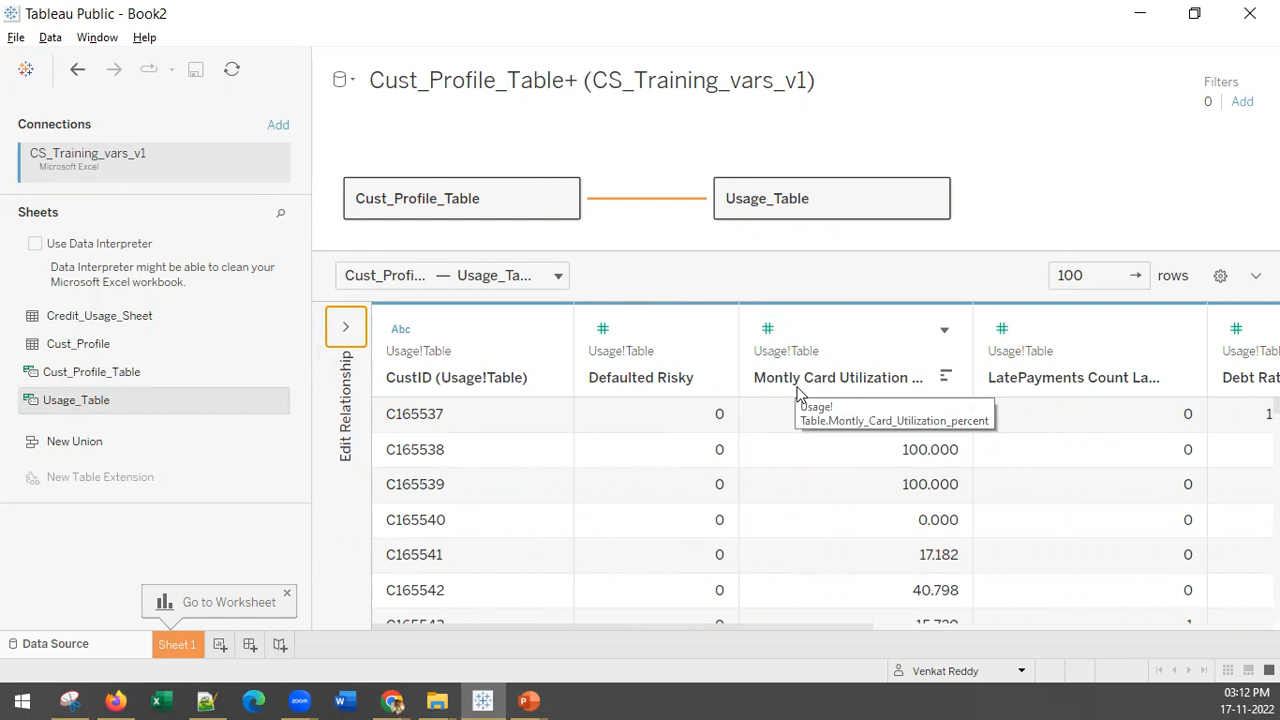 Tableau Public - Book2
File Data Window Help
Cust_Profile_Table+ (CS_Training_vars_v1)
Filters
0 Add
Connections Add
CS_Training_vars_v1
Microsoft Excel
Cust_Profile_Table Usage_Table
Sheets
Use Data Interpreter
Data Interpreter might be able to clean your
Microsoft Excel workbook.
Cust_Profi... — Usage_Ta... 100 rows
Credit_Usage_Sheet
Cust_Profile
Cust_Profile_Table
Usage_Table
New Union
New Table Extension
Edit Relationship
Abc
Usage!Table Usage!Table Usage!Table Usage!Table Usage!Table
CustID (Usage!Table) Defaulted Risky Montly Card Utilization ... LatePayments Count La... Debt Rat
C165537 0 0 1
Usage!
Table.Montly_Card_Utilization_percent
C165538 0 100.000 0
C165539 0 100.000 0
C165540 0 0.000 0
C165541 0 17.182 0
C165542 0 40.798 0
Go to Worksheet
Data Source Sheet 1
Venkat Reddy
03:12 PM
17-11-2022